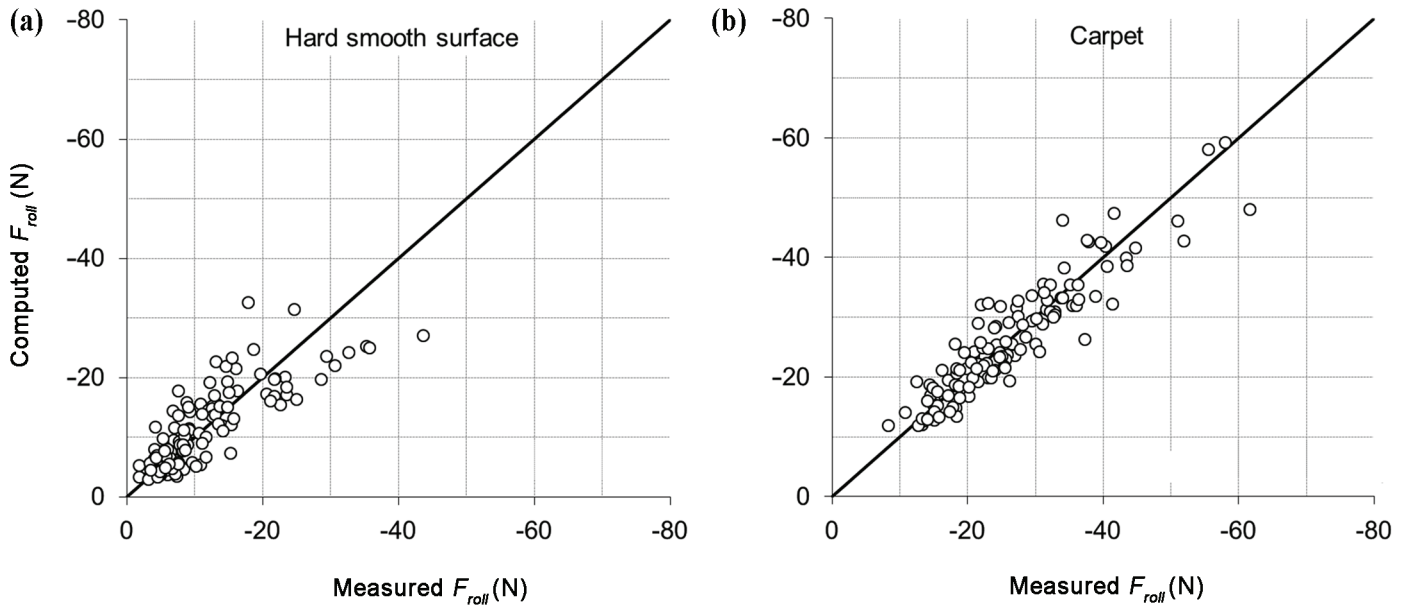 (a)
Hard smooth surface
Computed F_roll (N)
–80
–60
–40
–20
0
0
-20
-40
-60
-80
Measured F_roll (N)
(b)
Carpet
–80
–60
–40
–20
0
0
-20
-40
-60
-80
Measured F_roll (N)